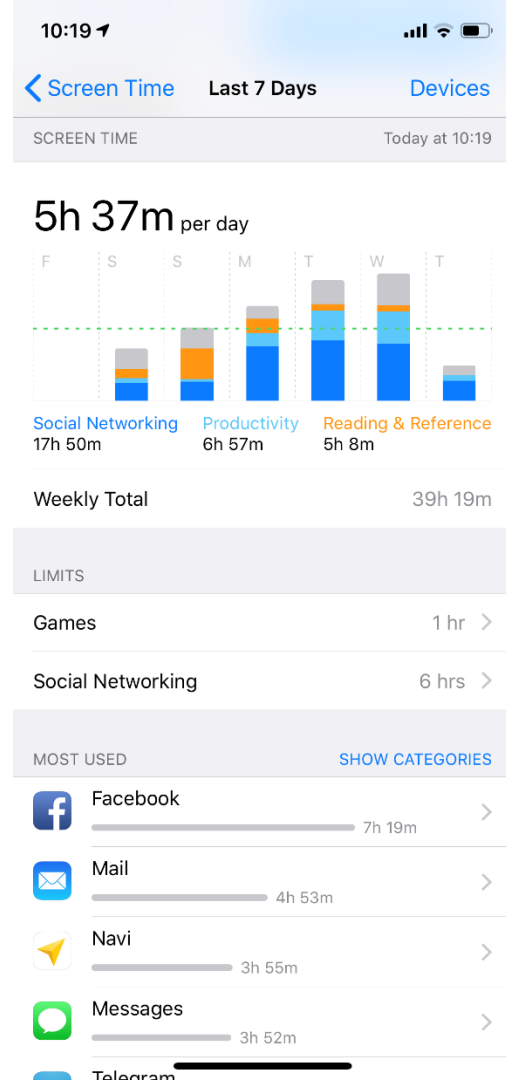 10:19
Screen Time Last 7 Days Devices
SCREEN TIME Today at 10:19
5h 37m per day
F S S M T W T
Social Networking Productivity Reading & Reference
17h 50m 6h 57m 5h 8m
Weekly Total 39h 19m
LIMITS
Games 1 hr
Social Networking 6 hrs
MOST USED SHOW CATEGORIES
Facebook
7h 19m
Mail
4h 53m
Navi
3h 55m
Messages
3h 52m
Telegram